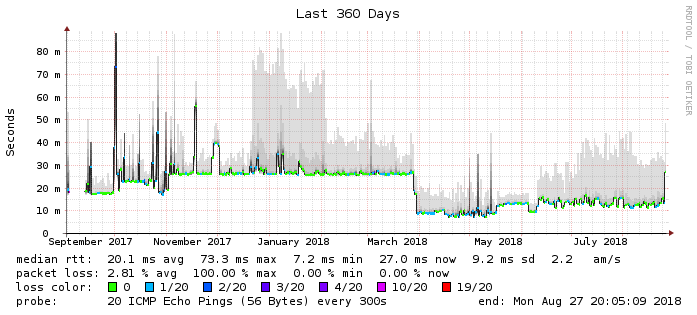 Last 360 Days
RRDTOOL / TOBI OETIKER
Seconds
80 m
70 m
60 m
50 m
40 m
30 m
20 m
10 m
0
September 2017 November 2017 January 2018 March 2018 May 2018 July 2018
median rtt: 20.1 ms avg 73.3 ms max 7.2 ms min 27.0 ms now 9.2 ms sd 2.2 am/s
packet loss: 2.81 % avg 100.00 % max 0.00 % min 0.00 % now
loss color: 0 1/20 2/20 3/20 4/20 10/20 19/20
probe: 20 ICMP Echo Pings (56 Bytes) every 300s end: Mon Aug 27 20:05:09 2018